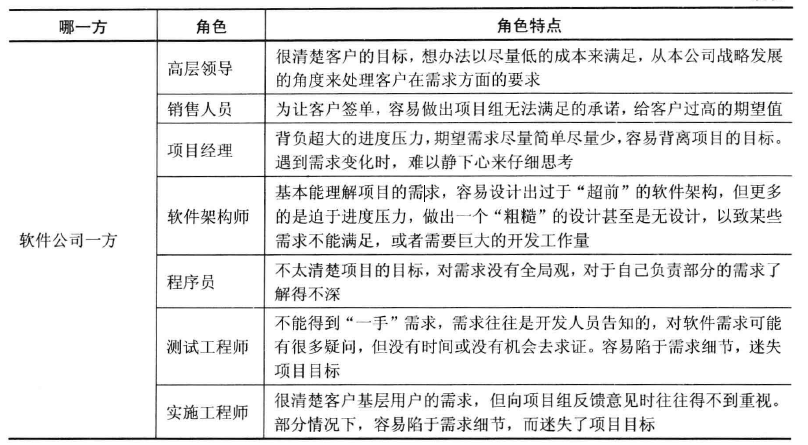 哪一方 角色 角色特点
软件公司一方
高层领导
很清楚客户的目标，想办法以尽量低的成本来满足，从本公司战略发展
的角度来处理客户在需求方面的要求
销售人员
为让客户签单，容易做出项目组无法满足的承诺，给客户过高的期望值
项目经理
背负超大的进度压力，期望需求尽量简单尽量少，容易背离项目的目标。
遇到需求变化时，难以静下心来仔细思考
软件架构师
基本能理解项目的需求，容易设计出过于“超前”的软件架构，但更多
的是迫于进度压力，做出一个“粗糙”的设计甚至是无设计，以致某些
需求不能满足，或者需要巨大的开发工作量
程序员
不太清楚项目的目标，对需求没有全局观，对于自己负责部分的需求了
解得不深
测试工程师
不能得到“一手”需求，需求往往是开发人员告知的，对软件需求可能
有很多疑问，但没有时间或没有机会去求证。容易陷于需求细节，迷失
项目目标
实施工程师
很清楚客户基层用户的需求，但向项目组反馈意见时往往得不到重视。
部分情况下，容易陷于需求细节，而迷失了项目目标